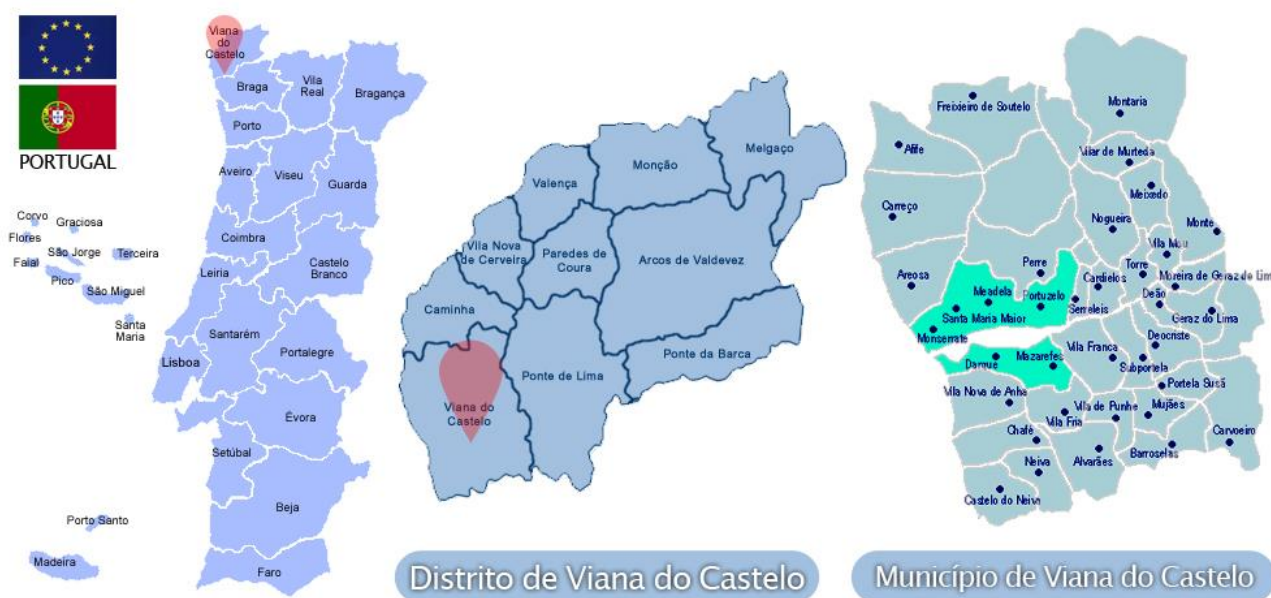 PORTUGAL
Corvo
Graciosa
Flores
São Jorge
Terceira
Faial
Pico
São Miguel
Santa
Maria
Porto Santo
Madeira
Viana
do
Castelo
Braga
Vila
Real
Bragança
Porto
Aveiro
Viseu
Guarda
Coimbra
Castelo
Branco
Leiria
Santarém
Lisboa
Portalegre
Évora
Setúbal
Beja
Faro
Melgaço
Monção
Valença
Vila Nova
de Cerveira
Paredes de
Coura
Arcos de Valdevez
Caminha
Ponte da Barca
Ponte de Lima
Viana do
Castelo
Distrito de Viana do Castelo
Freixieiro de Soutelo
Montaria
Afife
Vilar de Murteda
Meixedo
Carreço
Nogueira
Monte
Vila Mou
Perre
Torre
Areosa
Cardielos
Moreira de Geraz de Lim
Meadela
Portuzelo
Deão
Santa Maria Maior
Serreleis
Geraz do Lima
Monserrate
Deocriste
Vila Franca
Darque
Mazarefes
Subportela
Portela Susã
Vila Nova de Anha
Vila de Punhe
Mujães
Vila Fria
Chafé
Carvoeiro
Neiva
Alvarães
Barroselas
Castelo do Neiva
Município de Viana do Castelo